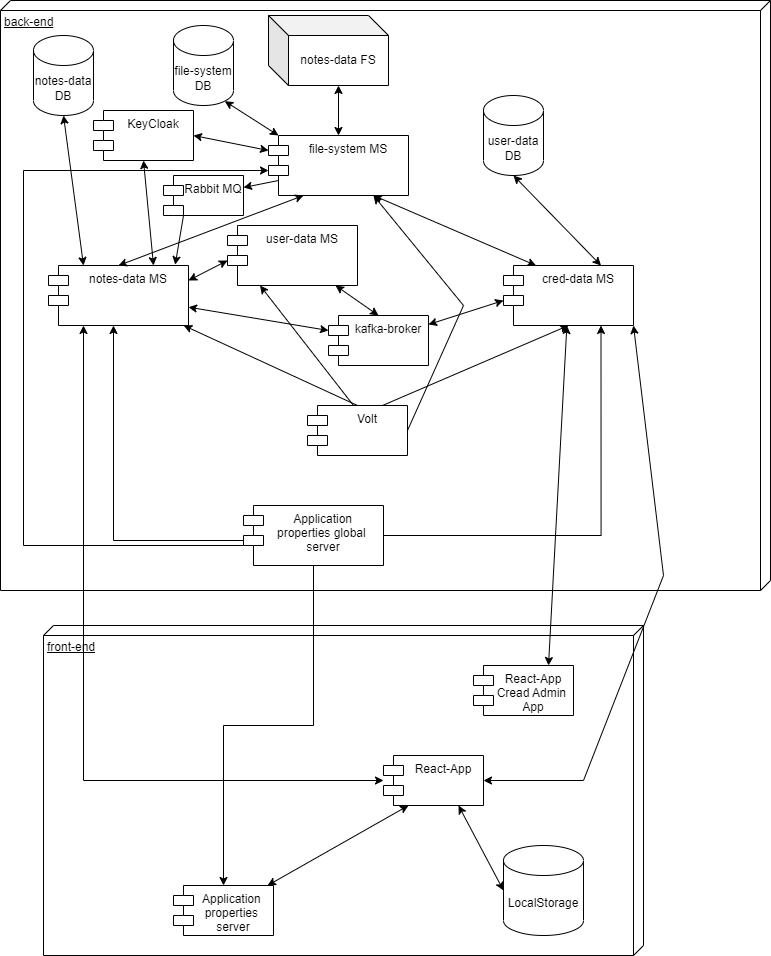 back-end
notes-data
DB
file-system
DB
notes-data FS
KeyCloak
file-system MS
user-data
DB
Rabbit MQ
user-data MS
notes-data MS
cred-data MS
kafka-broker
Volt
Application
properties global
server
front-end
React-App
Cread Admin
App
React-App
Application
properties
server
LocalStorage